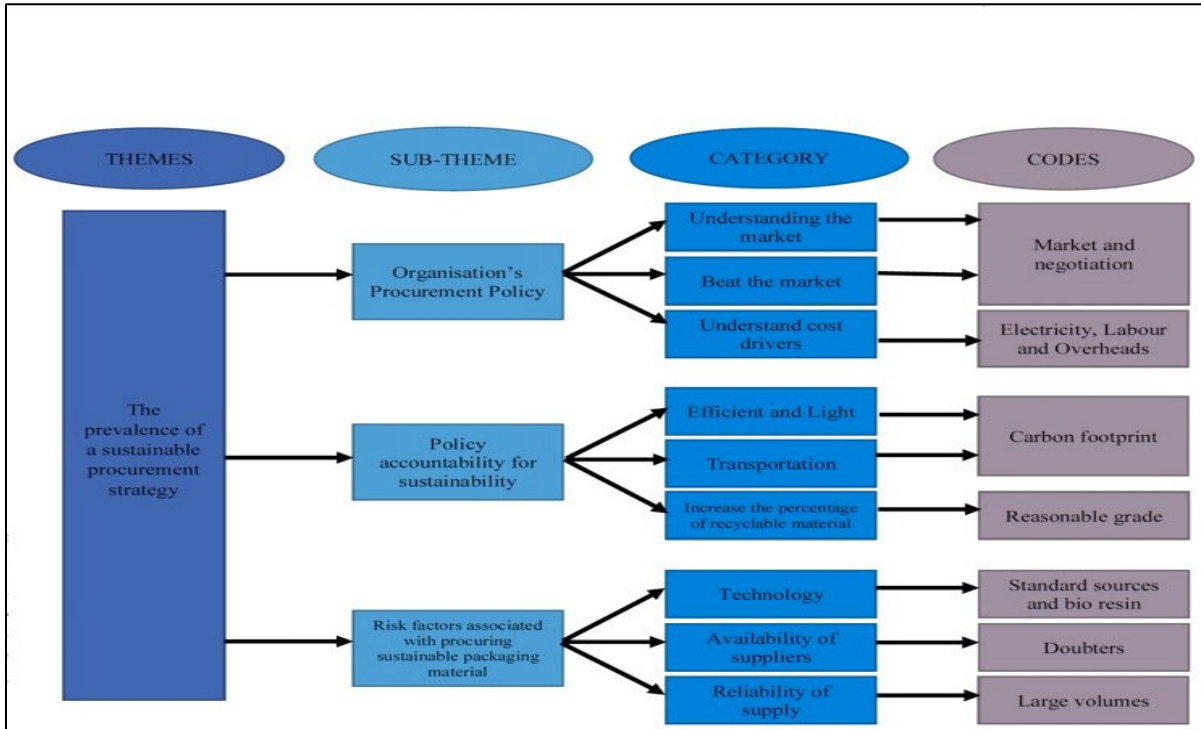 THEMES
SUB-THEME
CATEGORY
CODES
The
prevalence of
a sustainable
procurement
strategy
Organisation's
Procurement Policy
Understanding the
market
Beat the market
Understand cost
drivers
Market and
negotiation
Electricity, Labour
and Overheads
Policy
accountability for
sustainability
Efficient and Light
Transportation
Increase the percentage
of recyclable material
Carbon footprint
Reasonable grade
Risk factors associated
with procuring
sustainable packaging
material
Technology
Availability of
suppliers
Reliability of
supply
Standard sources
and bio resin
Doubters
Large volumes